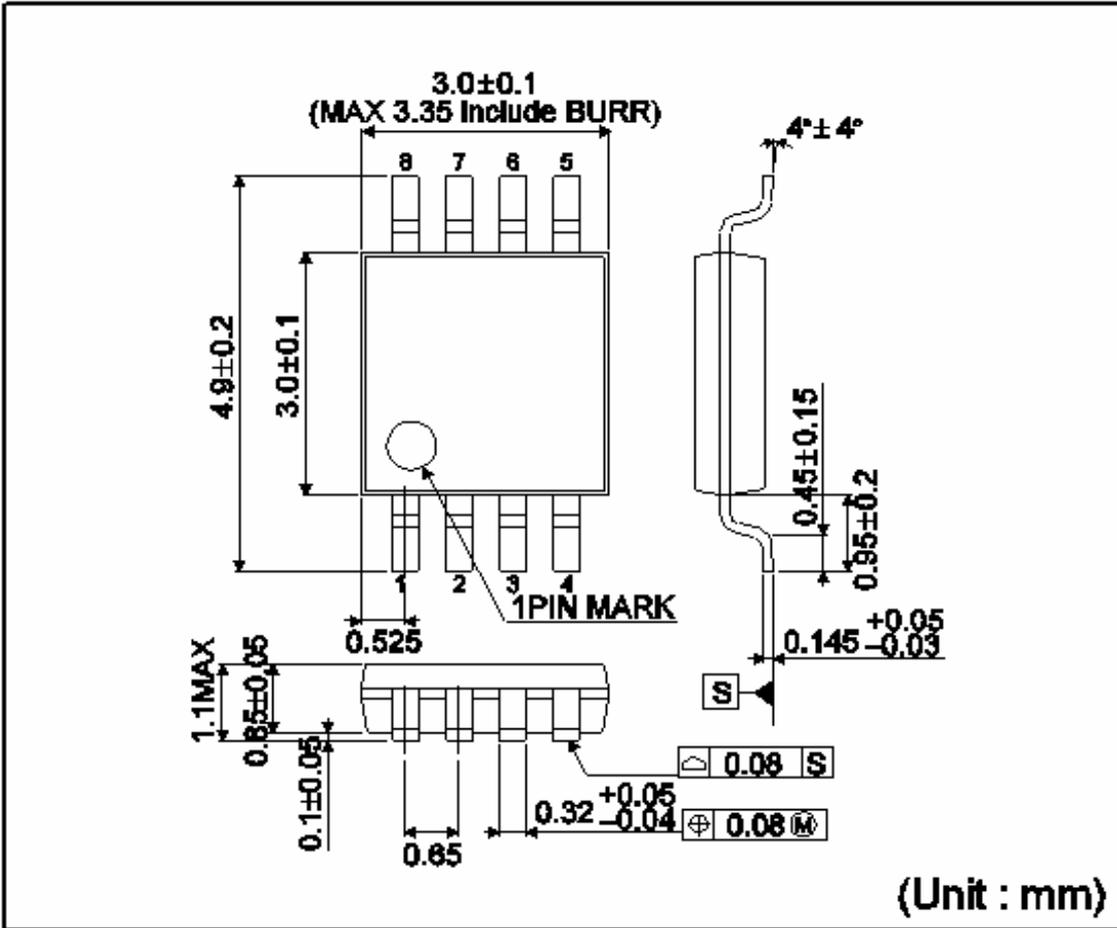 3.0±0.1
(MAX 3.35 include BURR)
8 7 6 5
4°±4°
4.9±0.2
3.0±0.1
0.45±0.15
0.95±0.2
1 2 3 4
1PIN MARK
0.525
0.145 +0.05 −0.03
S
1.1MAX
0.85±0.05
0.1±0.05
0.08 S
0.32 +0.05 −0.04
0.08 Ⓜ
0.65
(Unit : mm)